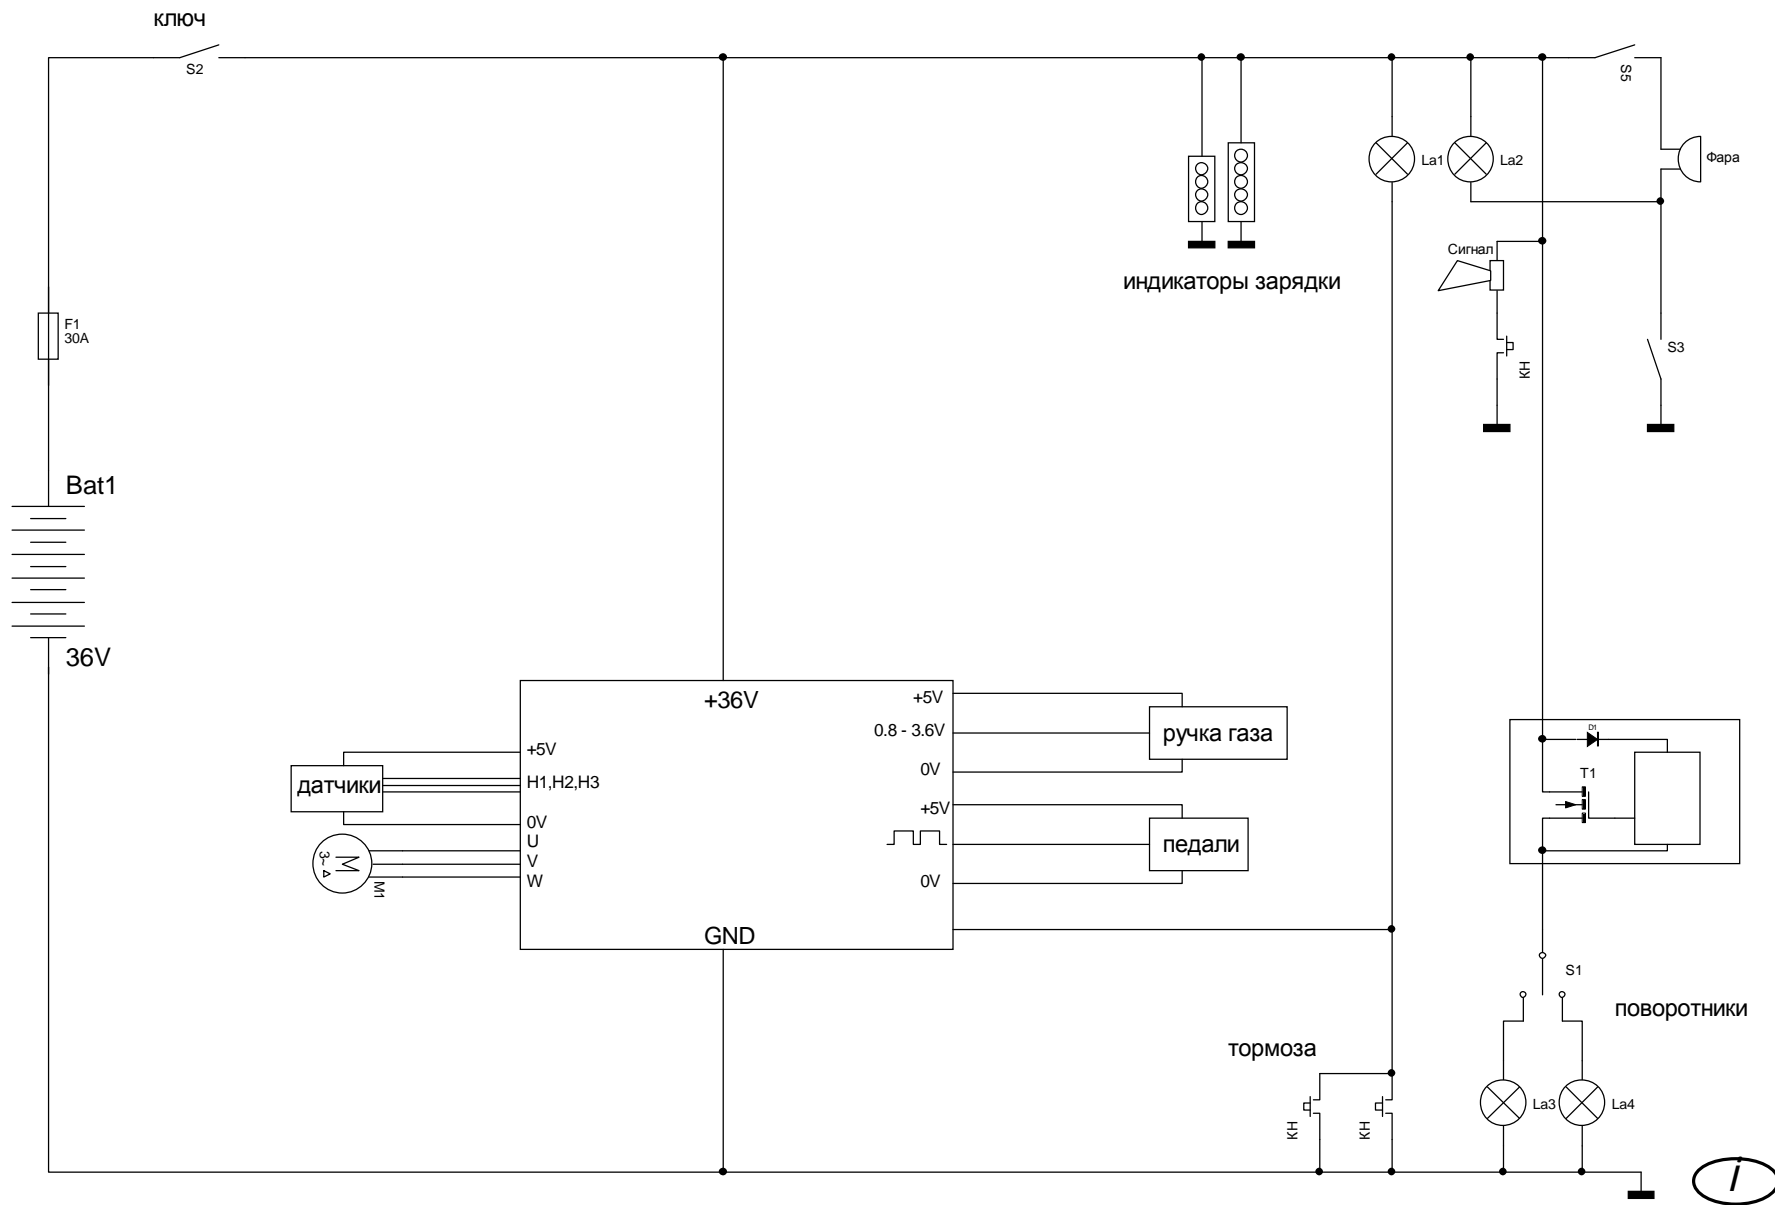 ключ
S2
S5
La1
La2
Фара
Сигнал
индикаторы зарядки
F1
30A
КН
S3
Bat1
36V
+36V
+5V
0.8 - 3.6V
ручка газа
0V
+5V
H1,H2,H3
датчики
0V
U
V
W
M
3~
M1
+5V
педали
0V
GND
D1
T1
S1
поворотники
тормоза
КН
КН
La3
La4
i